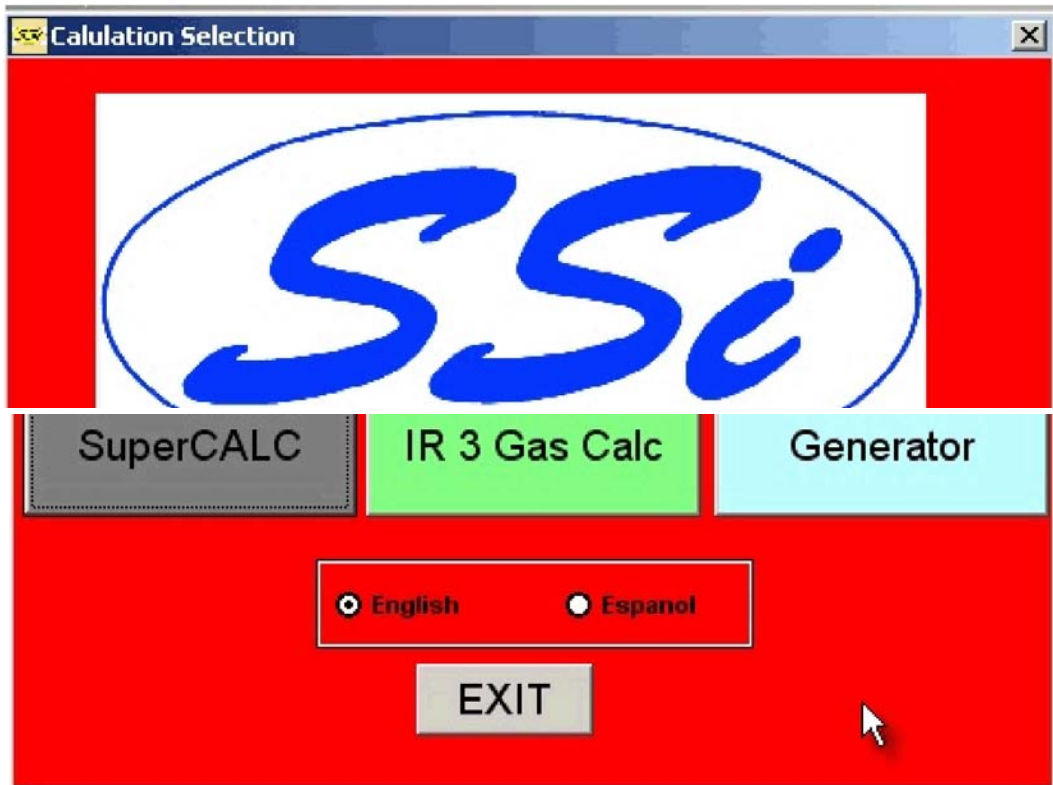 Calulation Selection
SSi
SuperCALC IR 3 Gas Calc Generator
English Espanol
EXIT